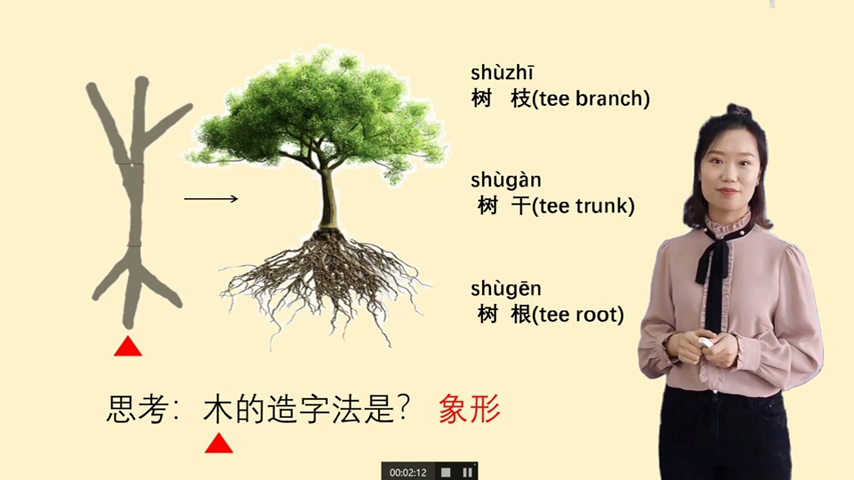 shùzhī
树 枝(tee branch)
shùgàn
树 干(tee trunk)
shùgēn
树 根(tee root)
思考：木的造字法是？ 象形
00:02:12